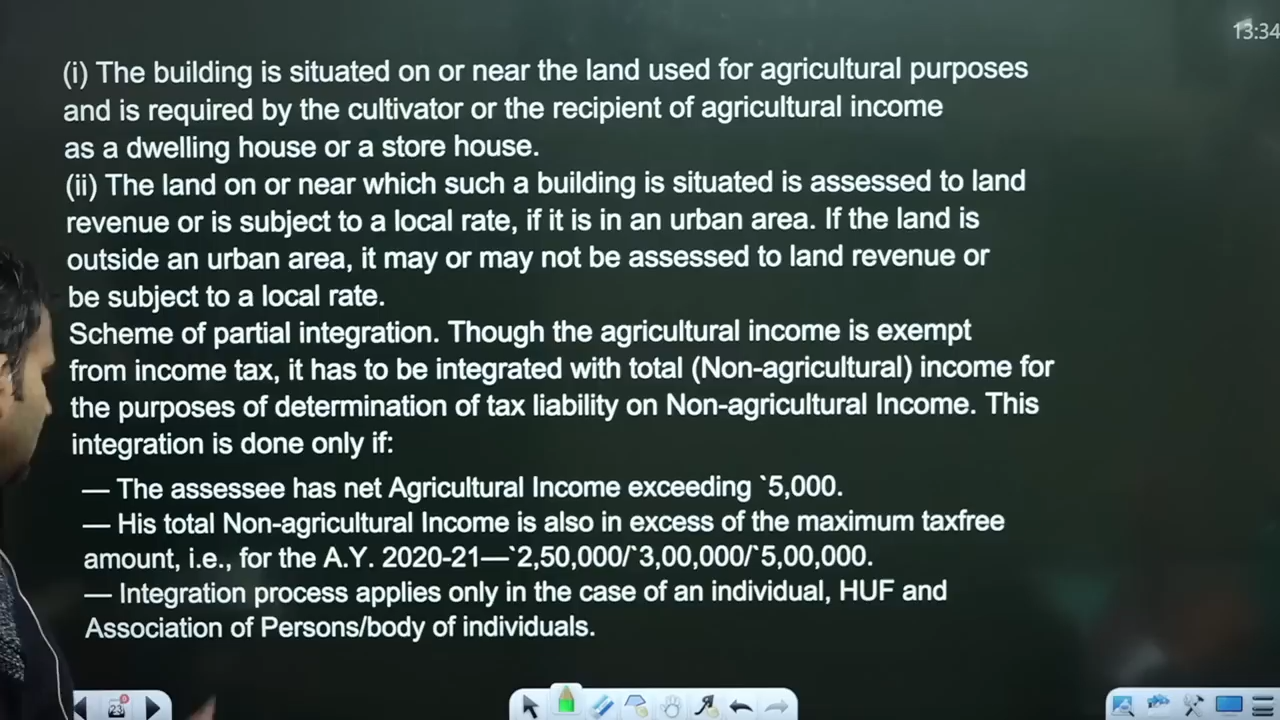 13:34
(i) The building is situated on or near the land used for agricultural purposes
and is required by the cultivator or the recipient of agricultural income
as a dwelling house or a store house.
(ii) The land on or near which such a building is situated is assessed to land
revenue or is subject to a local rate, if it is in an urban area. If the land is
outside an urban area, it may or may not be assessed to land revenue or
be subject to a local rate.
Scheme of partial integration. Though the agricultural income is exempt
from income tax, it has to be integrated with total (Non-agricultural) income for
the purposes of determination of tax liability on Non-agricultural Income. This
integration is done only if:
— The assessee has net Agricultural Income exceeding `5,000.
— His total Non-agricultural Income is also in excess of the maximum taxfree
amount, i.e., for the A.Y. 2020-21—`2,50,000/`3,00,000/`5,00,000.
— Integration process applies only in the case of an individual, HUF and
Association of Persons/body of individuals.
23